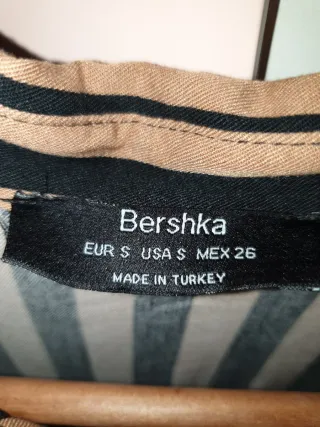 Bershka
EUR S USA S MEX 26
MADE IN TURKEY